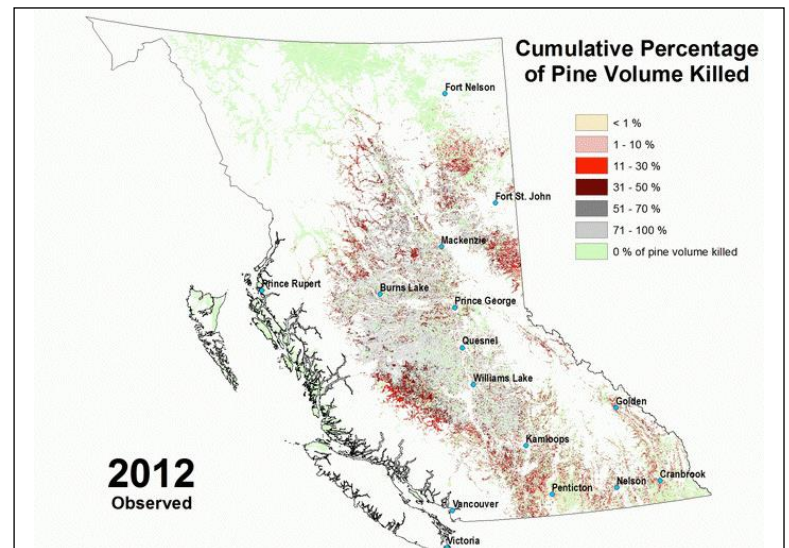 Cumulative Percentage
of Pine Volume Killed
Fort Nelson
< 1 %
1 - 10 %
11 - 30 %
31 - 50 %
51 - 70 %
71 - 100 %
0 % of pine volume killed
Fort St. John
Mackenzie
Prince Rupert
Burns Lake
Prince George
Quesnel
Williams Lake
Golden
Kamloops
2012
Observed
Penticton
Nelson
Cranbrook
Vancouver
Victoria